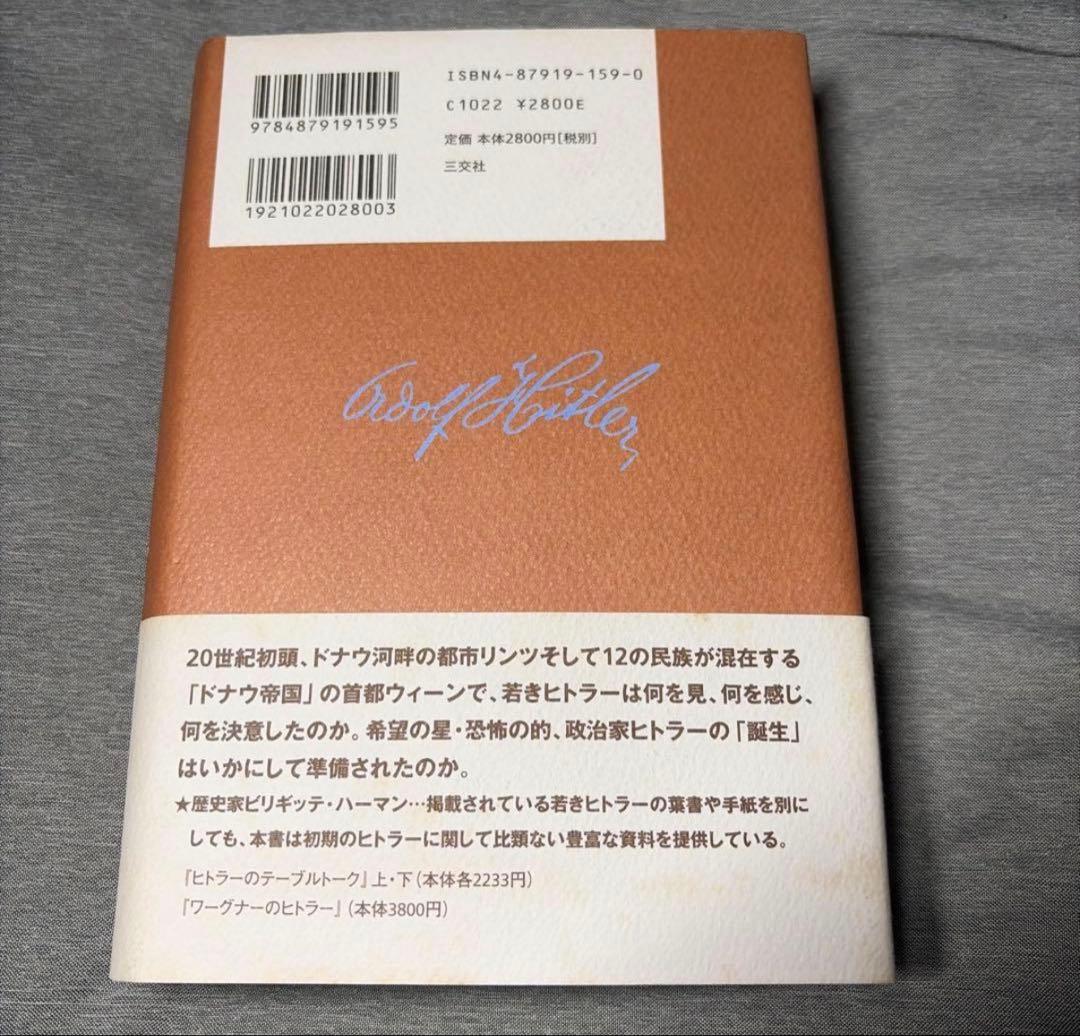 ISBN4-87919-159-0
C1022 ¥2800E
定価 本体2800円[税別]
三交社
9784879191595
1921022028003
Adolf Hitler
20世紀初頭、ドナウ河畔の都市リンツそして12の民族が混在する
「ドナウ帝国」の首都ウィーンで、若きヒトラーは何を見、何を感じ、
何を決意したのか。希望の星・恐怖の的、政治家ヒトラーの「誕生」
はいかにして準備されたのか。
★歴史家ビリギッテ・ハーマン…掲載されている若きヒトラーの葉書や手紙を別に
しても、本書は初期のヒトラーに関して比類ない豊富な資料を提供している。
『ヒトラーのテーブルトーク』上・下(本体各2233円)
『ワーグナーのヒトラー』(本体3800円)